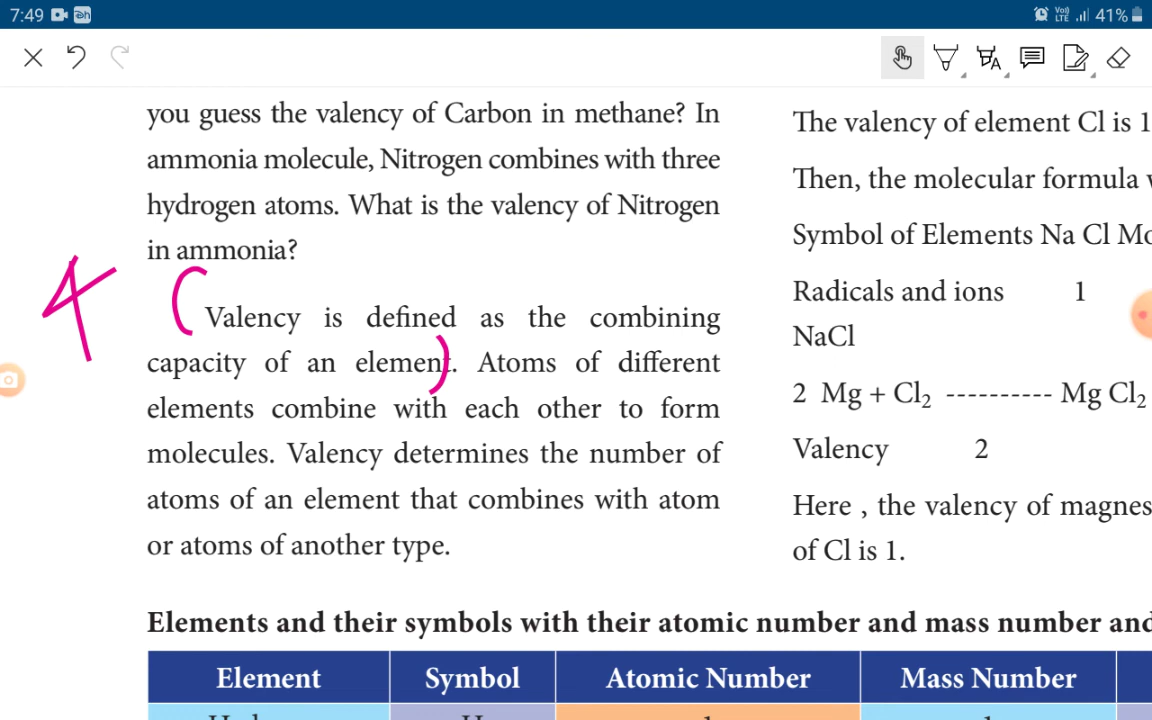 7:49
41%
you guess the valency of Carbon in methane? In
ammonia molecule, Nitrogen combines with three
hydrogen atoms. What is the valency of Nitrogen
in ammonia?
4
( Valency is defined as the combining
capacity of an element). Atoms of different
elements combine with each other to form
molecules. Valency determines the number of
atoms of an element that combines with atom
or atoms of another type.
The valency of element Cl is 1
Then, the molecular formula
Symbol of Elements Na Cl
Radicals and ions 1
NaCl
2 Mg + Cl₂ ---------- Mg Cl₂
Valency 2
Here , the valency of
of Cl is 1.
Elements and their symbols with their atomic number and mass number and
Element Symbol Atomic Number Mass Number